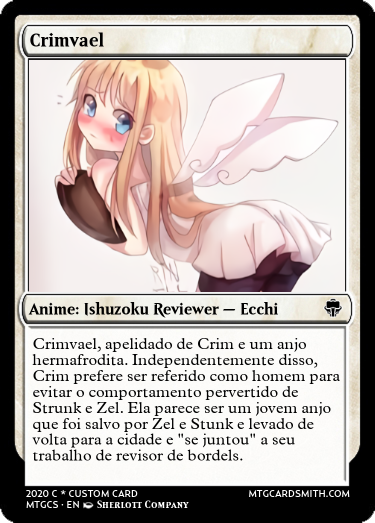 Crimvael
Anime: Ishuzoku Reviewer — Ecchi
Crimvael, apelidado de Crim e um anjo
hermafrodita. Independentemente disso,
Crim prefere ser referido como homem para
evitar o comportamento pervertido de
Strunk e Zel. Ela parece ser um jovem anjo
que foi salvo por Zel e Stunk e levado de
volta para a cidade e "se juntou" a seu
trabalho de revisor de bordels.
2020 C * CUSTOM CARD
MTGCARDSMITH.COM
MTGCS · EN Sherlott Company